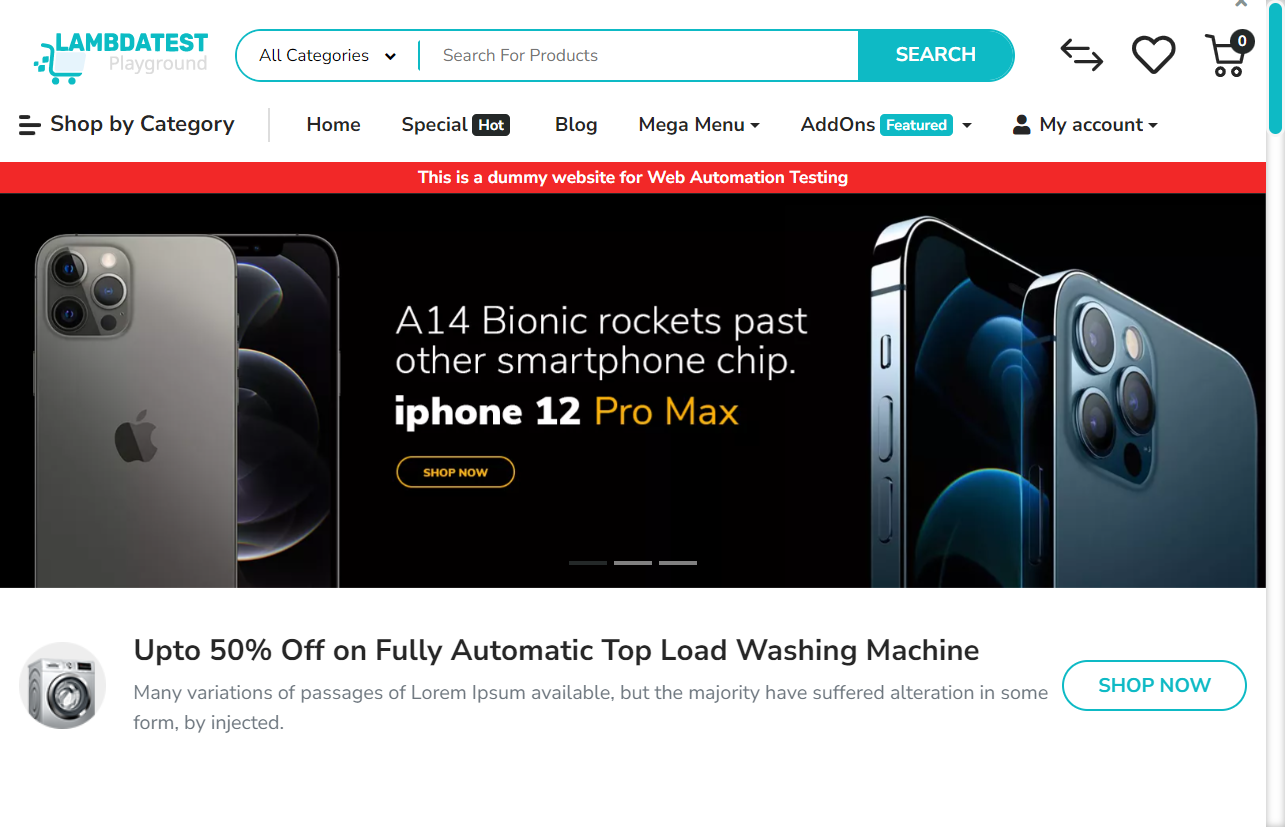 LAMBDATEST
Playground
All Categories
Search For Products
SEARCH
0
Shop by Category
Home
Special Hot
Blog
Mega Menu
AddOns Featured
My account
This is a dummy website for Web Automation Testing
A14 Bionic rockets past
other smartphone chip.
iphone 12 Pro Max
SHOP NOW
Upto 50% Off on Fully Automatic Top Load Washing Machine
Many variations of passages of Lorem Ipsum available, but the majority have suffered alteration in some
form, by injected.
SHOP NOW